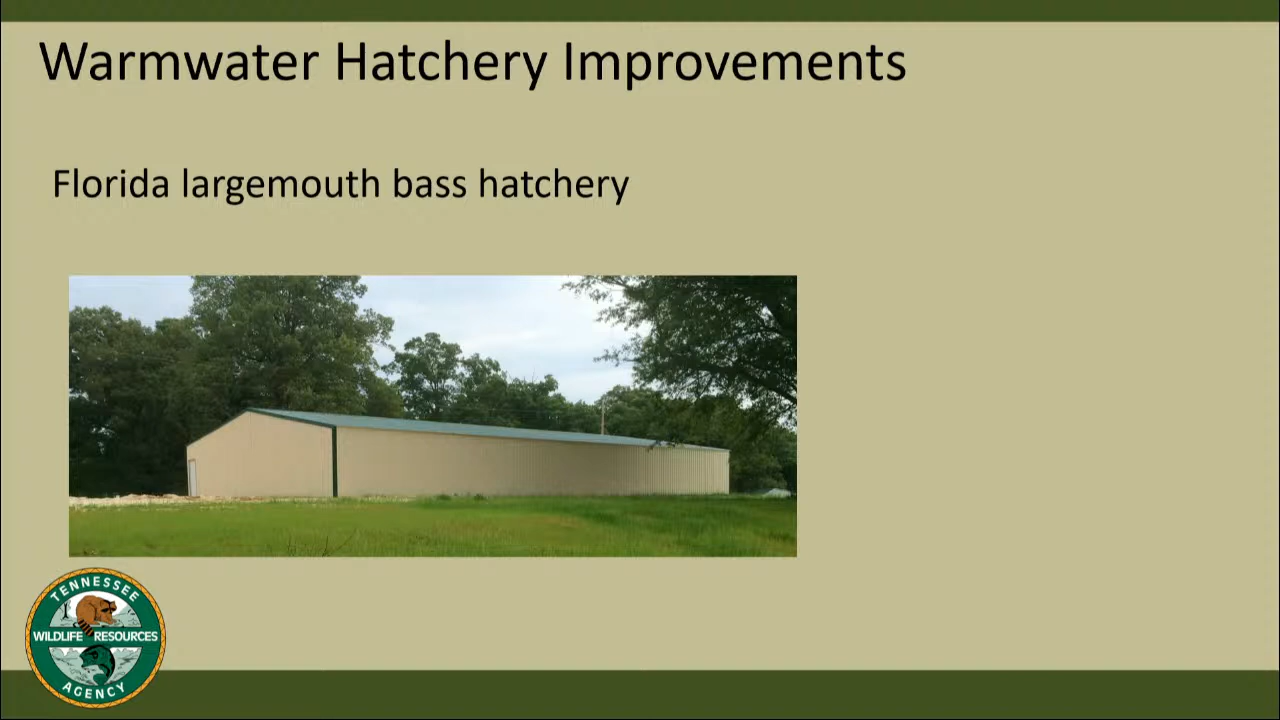 Warmwater Hatchery Improvements
Florida largemouth bass hatchery
TENNESSEE
WILDLIFE RESOURCES
AGENCY